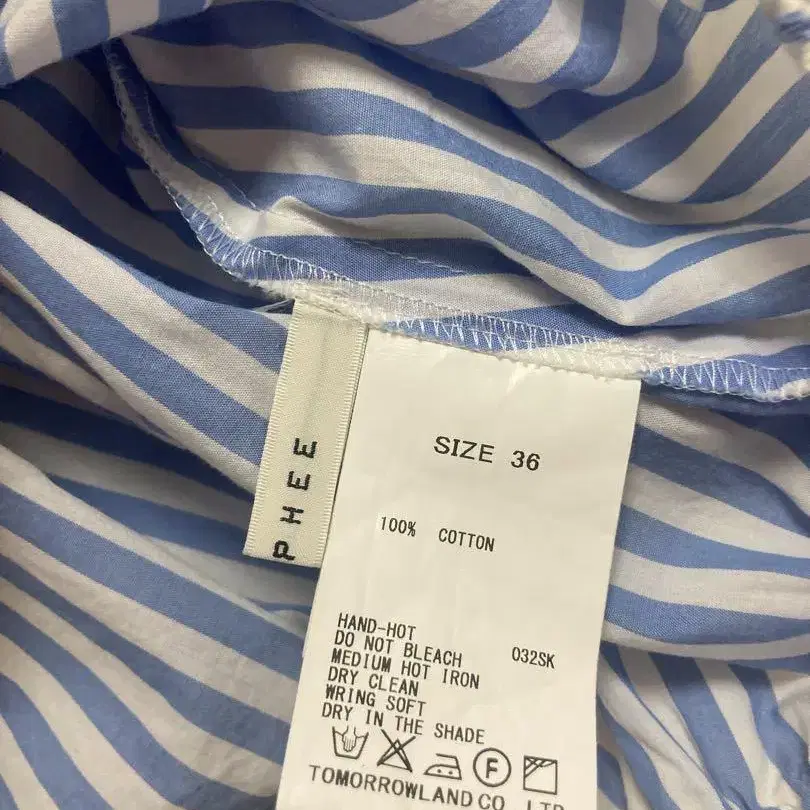 PHEE
SIZE 36
100% COTTON
HAND-HOT
DO NOT BLEACH 032SK
MEDIUM HOT IRON
DRY CLEAN
WRING SOFT
DRY IN THE SHADE
F
TOMORROWLAND CO., LTD.